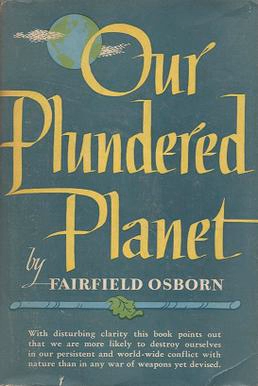 Our
Plundered
Planet
by FAIRFIELD OSBORN
With disturbing clarity this book points out
that we are more likely to destroy ourselves
in our persistent and world-wide conflict with
nature than in any war of weapons yet devised.